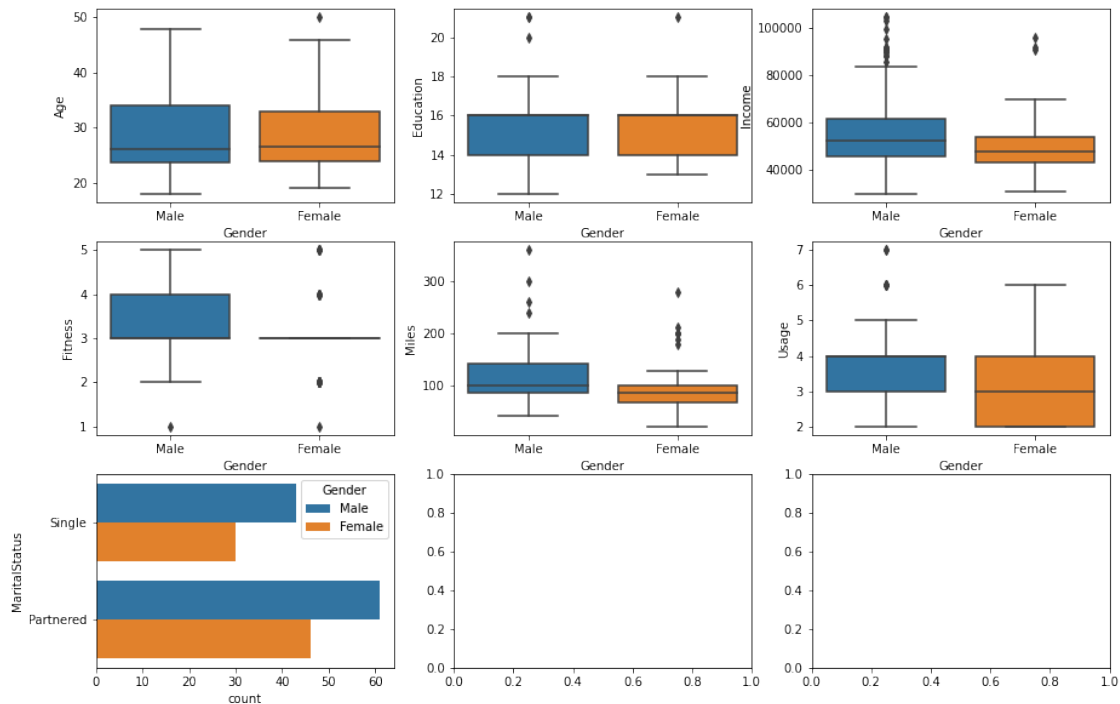 50
40
30
20
Age
Male Female
Gender
20
18
16
14
12
Education
Male Female
Gender
100000
80000
60000
40000
Income
Male Female
Gender
5
4
3
2
1
Fitness
Male Female
Gender
300
200
100
Miles
Male Female
Gender
7
6
5
4
3
2
Usage
Male Female
Gender
Gender
Male
Female
Single
Partnered
MaritalStatus
0 10 20 30 40 50 60
count
1.0
0.8
0.6
0.4
0.2
0.0
0.0 0.2 0.4 0.6 0.8 1.0
1.0
0.8
0.6
0.4
0.2
0.0
0.0 0.2 0.4 0.6 0.8 1.0